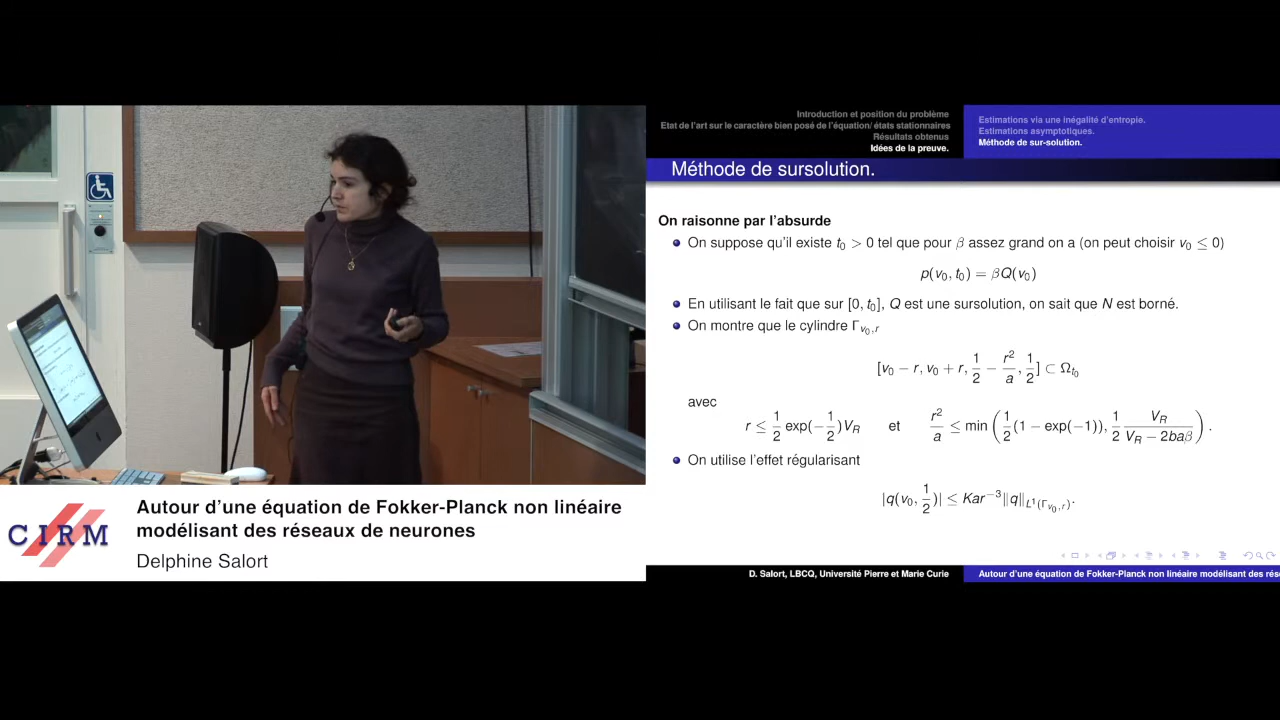 Introduction et position du problème
Etat de l'art sur le caractère bien posé de l'équation/ états stationnaires
Résultats obtenus
Idées de la preuve.
Estimations via une inégalité d'entropie.
Estimations asymptotiques.
Méthode de sur-solution.
Méthode de sursolution.
On raisonne par l'absurde
On suppose qu'il existe t₀ > 0 tel que pour β assez grand on a (on peut choisir v₀ ≤ 0)
p(v₀, t₀) = βQ(v₀)
En utilisant le fait que sur [0, t₀], Q est une sursolution, on sait que N est borné.
On montre que le cylindre Γ_{v₀,r}
[v₀ − r, v₀ + r, 1/2 − r²/a, 1/2] ⊂ Ω_{t₀}
avec
r ≤ 1/2 exp(−1/2)V_R et r²/a ≤ min (1/2(1 − exp(−1)), 1/2 V_R/(V_R − 2baβ)).
On utilise l'effet régularisant
|q(v₀, 1/2)| ≤ Kar⁻³‖q‖_{L¹(Γ_{v₀,r})}.
D. Salort, LBCQ, Université Pierre et Marie Curie
Autour d'une équation de Fokker-Planck non linéaire modélisant des rés
CIRM
Autour d'une équation de Fokker-Planck non linéaire
modélisant des réseaux de neurones
Delphine Salort